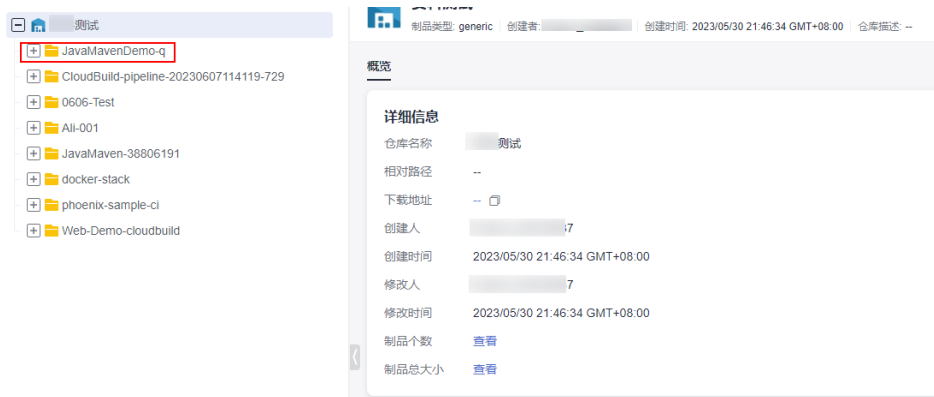 测试
JavaMavenDemo-q
CloudBuild-pipeline-20230607114119-729
0606-Test
Ali-001
JavaMaven-38806191
docker-stack
phoenix-sample-ci
Web-Demo-cloudbuild
制品类型: generic 创建者: 创建时间: 2023/05/30 21:46:34 GMT+08:00 仓库描述: --
概览
详细信息
仓库名称 测试
相对路径 --
下载地址 --
创建人 7
创建时间 2023/05/30 21:46:34 GMT+08:00
修改人 7
修改时间 2023/05/30 21:46:34 GMT+08:00
制品个数 查看
制品总大小 查看